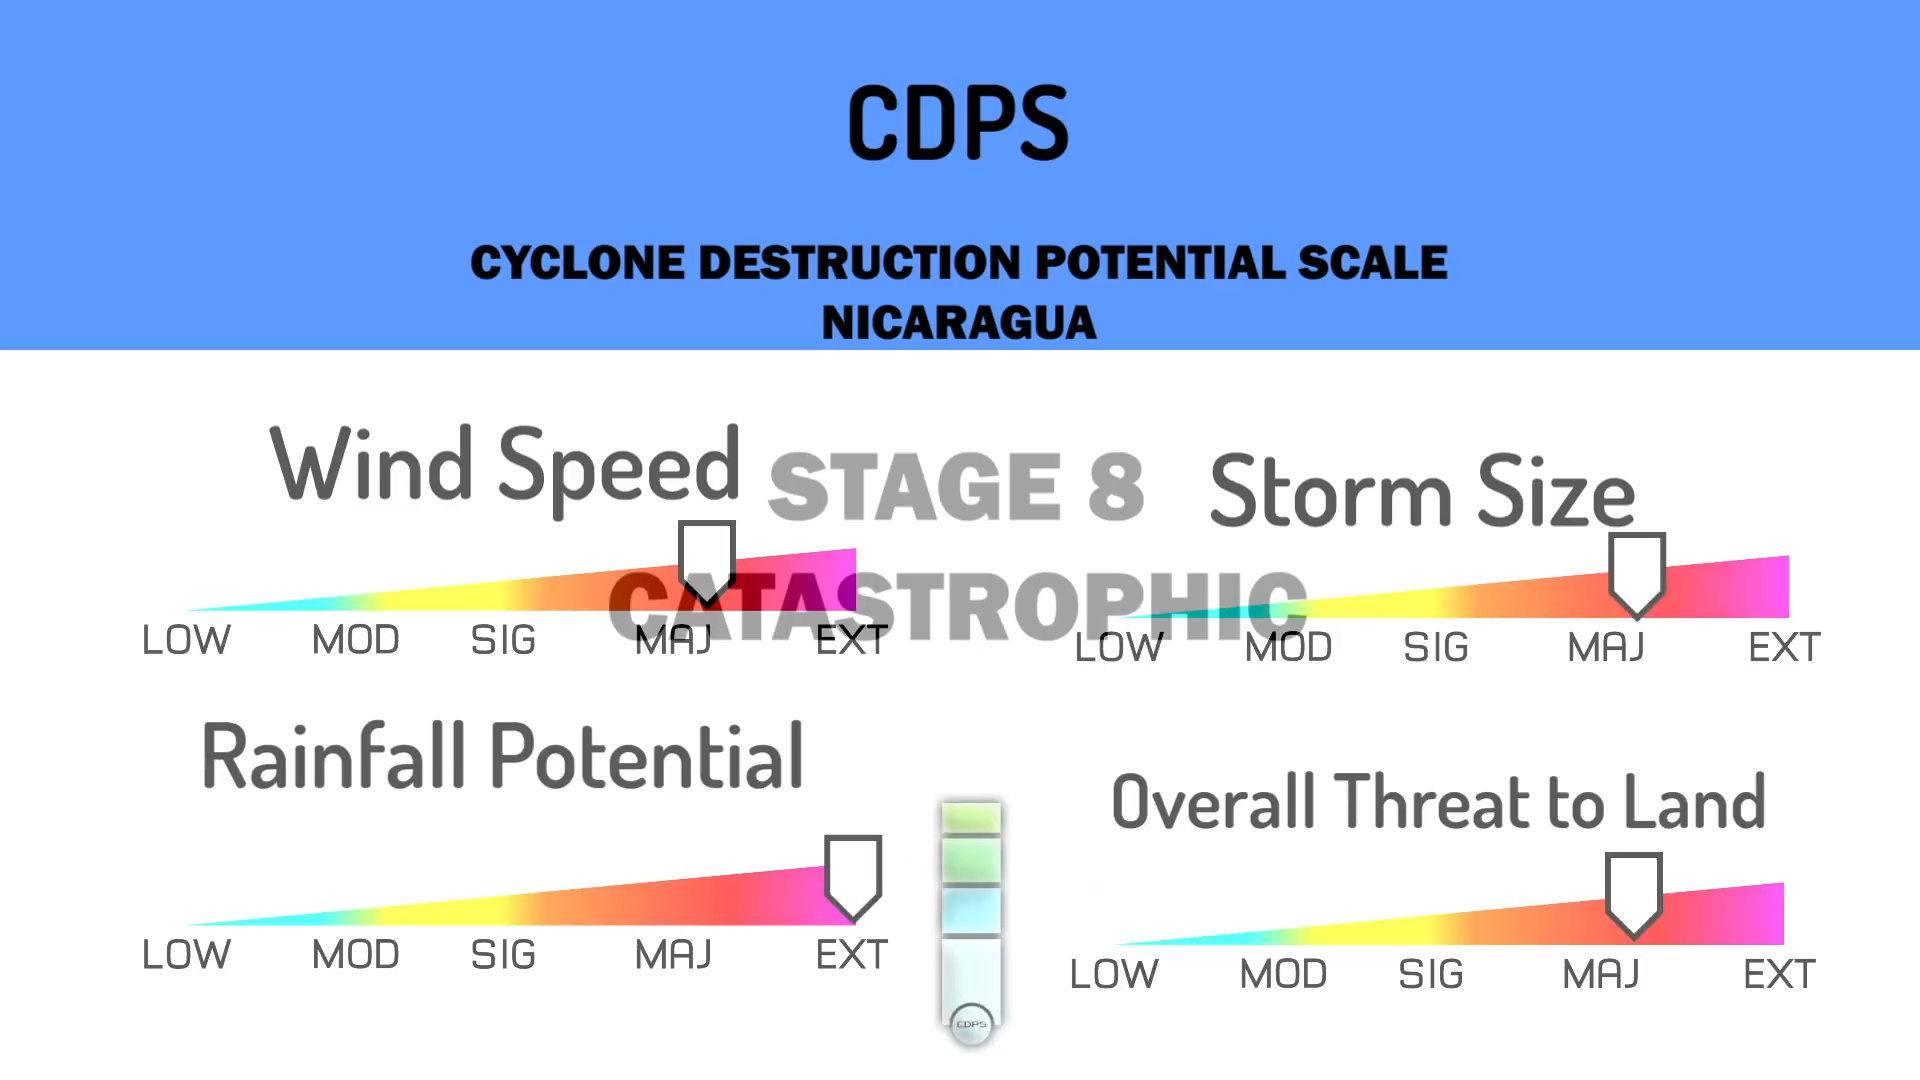 CDPS
CYCLONE DESTRUCTION POTENTIAL SCALE
NICARAGUA
Wind Speed
LOW MOD SIG MAJ EXT
STAGE 8
CATASTROPHIC
Storm Size
LOW MOD SIG MAJ EXT
Rainfall Potential
LOW MOD SIG MAJ EXT
Overall Threat to Land
LOW MOD SIG MAJ EXT
CDPS